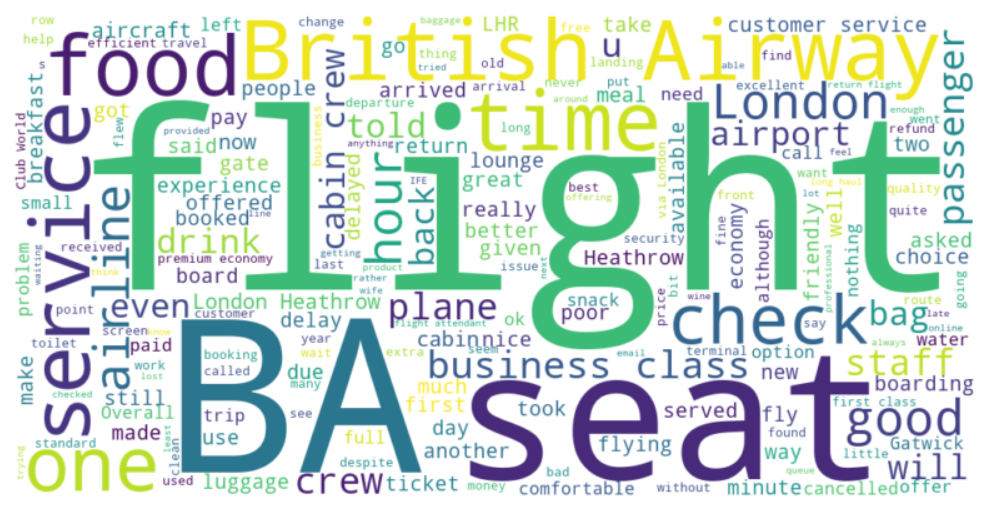 flight
BA
seat
British Airway
food
time
service
one
check
London
airline
hour
good
plane
business class
crew
airport
told
drink
back
cabin crew
staff
bag
passenger
will
even
u
customer service
aircraft
left
LHR
take
go
people
arrived
meal
need
return
lounge
great
really
better
given
experience
offered
booked
board
pay
now
said
gate
got
breakfast
small
problem
make
still
paid
made
Overall
London Heathrow
delay
delayed
due
much
first
cabin
nice
ok
snack
poor
Heathrow
available
economy
although
friendly
well
nothing
asked
choice
call
two
water
option
new
boarding
Gatwick
offer
cancelled
minute
way
fly
flying
served
took
day
another
comfortable
ticket
luggage
trip
use
row
help
s
efficient
travel
change
baggage
thing
tried
old
free
landing
put
find
able
excellent
return flight
never
around
departure
arrival
long
anything
business
provided
flew
Club World
received
waiting
think
premium economy
line
last
getting
IFE
product
rather
wife
best
offering
issue
next
security
via London
front
fine
bit
lot
want
long haul
feel
enough
went
refund
quality
quite
route
going
late
online
always
professional
say
wine
price
terminal
email
extra
seem
flight attendant
wait
year
many
see
called
booking
customer
point
screen
know
toilet
work
lost
checked
standard
trying
used
clean
least
full
despite
money
bad
without
queue
found
first class
little